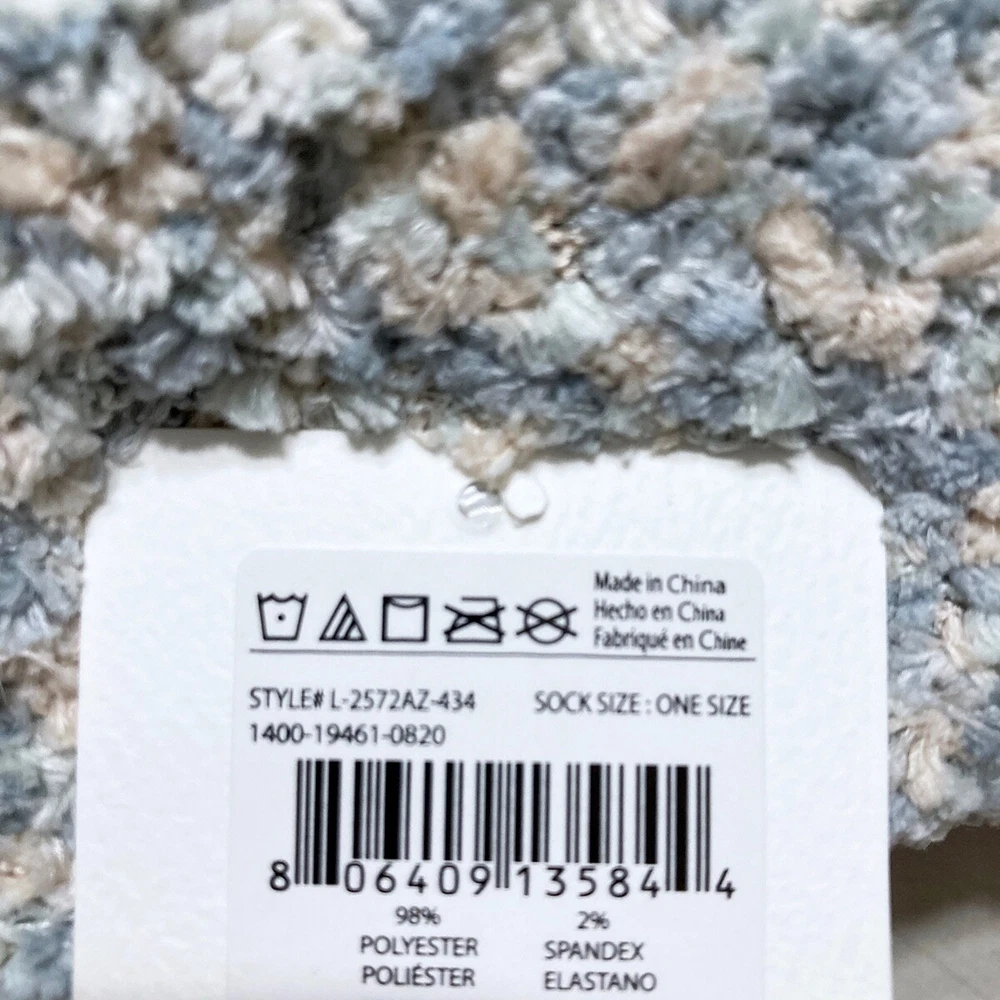 Made in China
Hecho en China
Fabriqué en Chine
STYLE# L-2572AZ-434 SOCK SIZE : ONE SIZE
1400-19461-0820
8 06409 13584 4
98% 2%
POLYESTER SPANDEX
POLIÉSTER ELASTANO